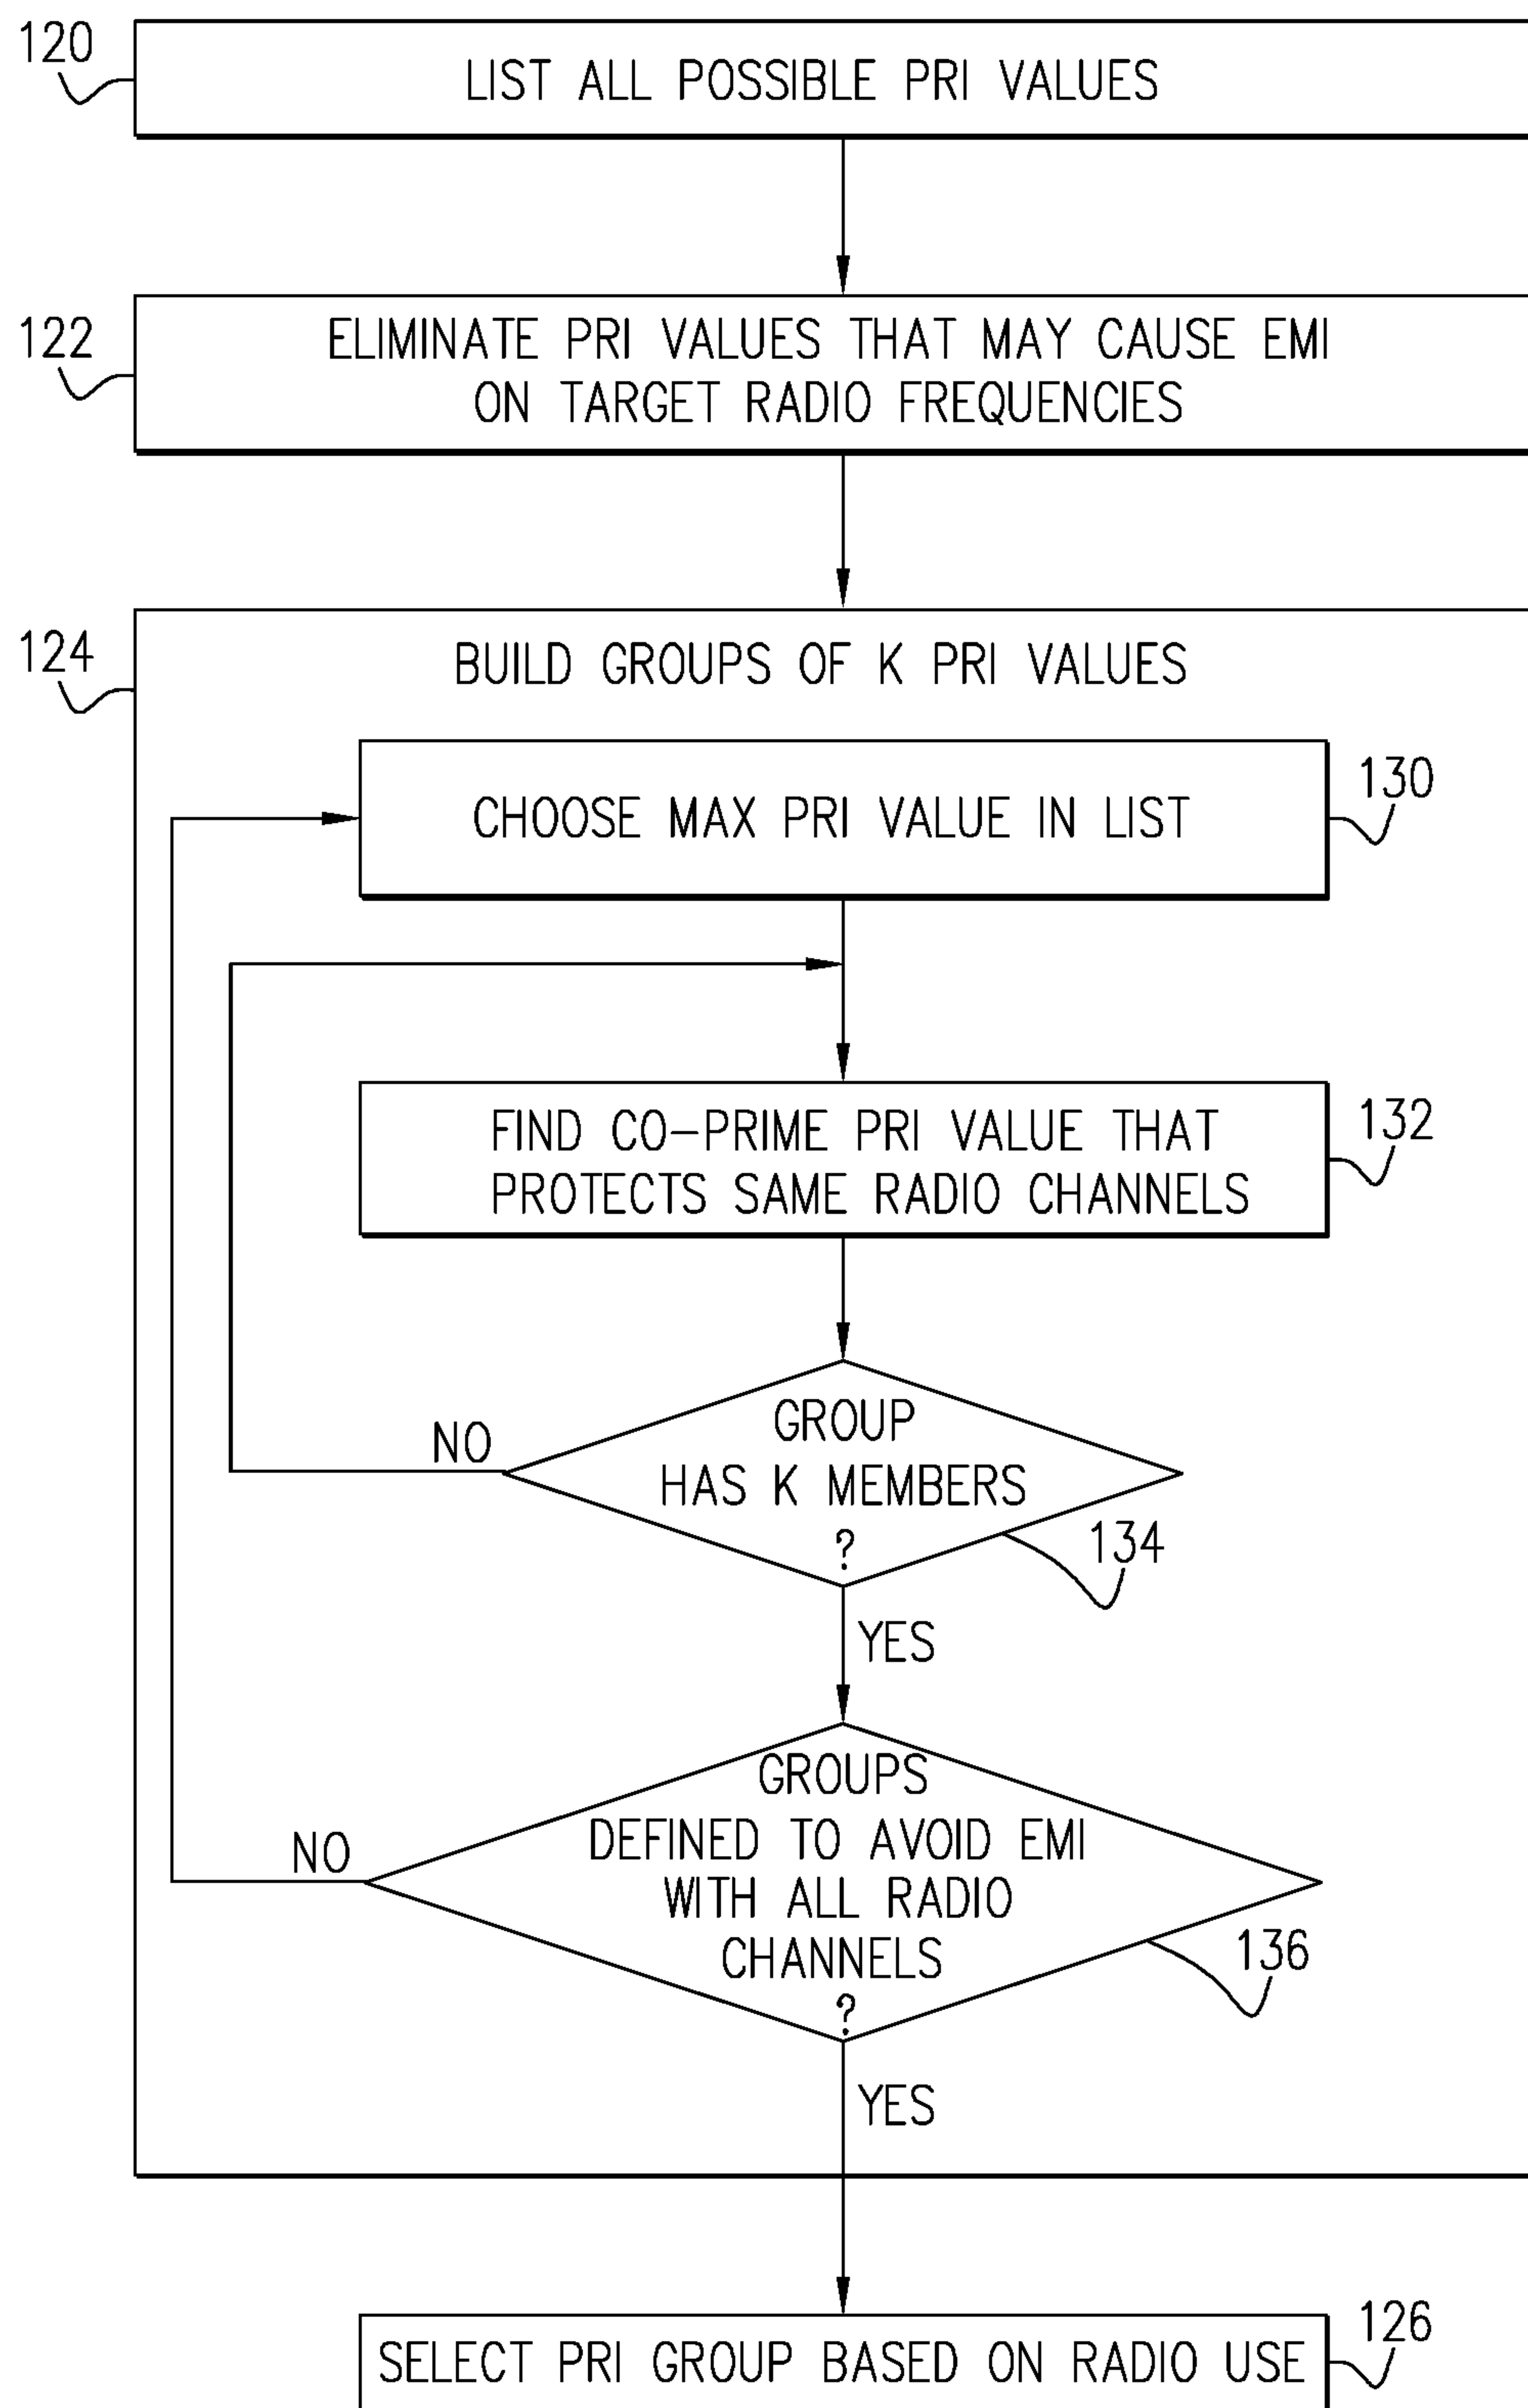 120
LIST ALL POSSIBLE PRI VALUES
122
ELIMINATE PRI VALUES THAT MAY CAUSE EMI
ON TARGET RADIO FREQUENCIES
124
BUILD GROUPS OF K PRI VALUES
CHOOSE MAX PRI VALUE IN LIST
130
FIND CO-PRIME PRI VALUE THAT
PROTECTS SAME RADIO CHANNELS
132
NO
GROUP
HAS K MEMBERS
?
134
YES
NO
GROUPS
DEFINED TO AVOID EMI
WITH ALL RADIO
CHANNELS
?
136
YES
SELECT PRI GROUP BASED ON RADIO USE
126